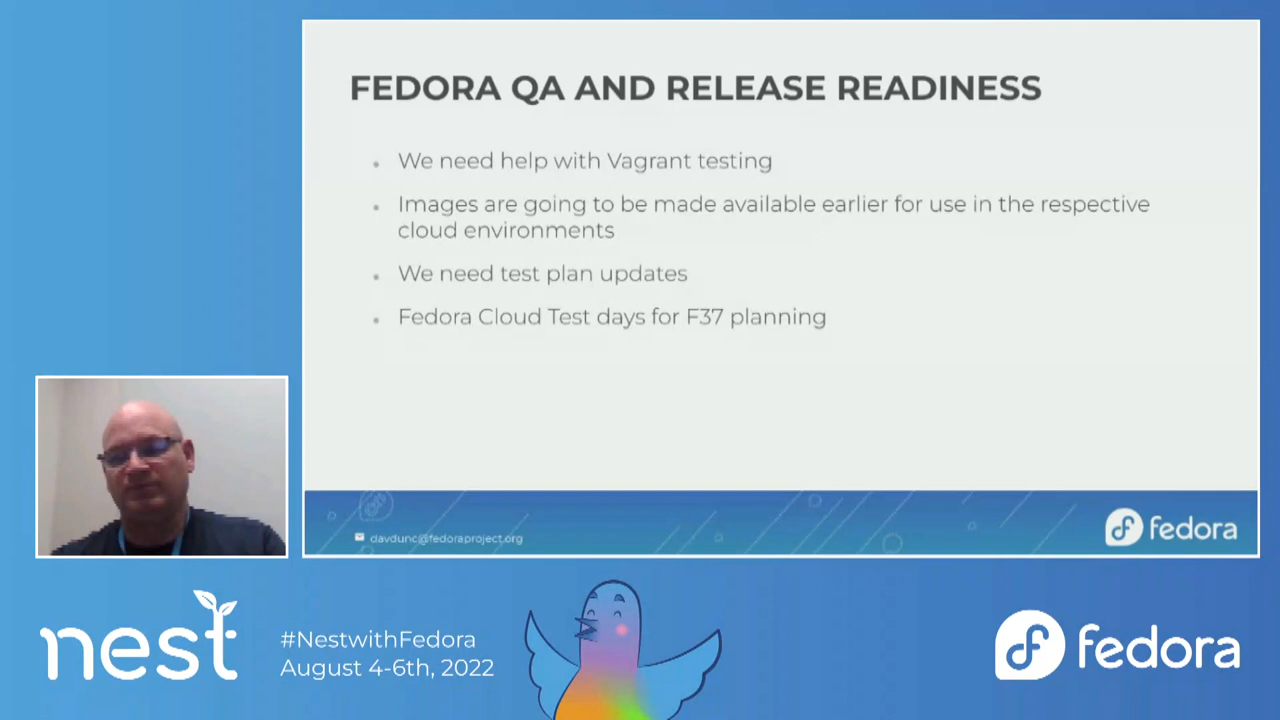 FEDORA QA AND RELEASE READINESS
We need help with Vagrant testing
Images are going to be made available earlier for use in the respective
cloud environments
We need test plan updates
Fedora Cloud Test days for F37 planning
davdunc@fedoraproject.org
fedora
nest
#NestwithFedora
August 4-6th, 2022
fedora